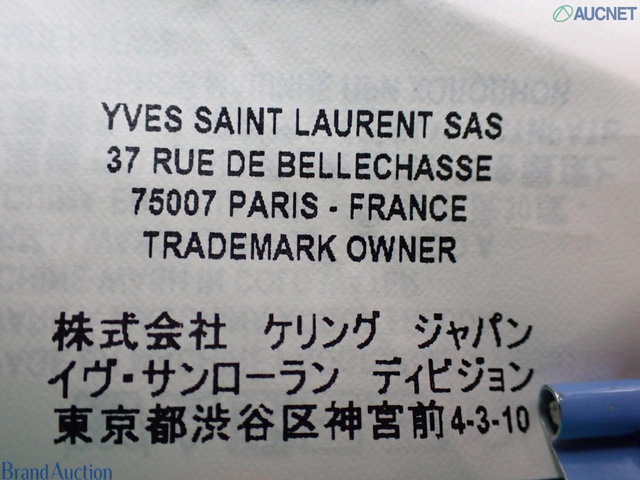 AUCNET
YVES SAINT LAURENT SAS
37 RUE DE BELLECHASSE
75007 PARIS - FRANCE
TRADEMARK OWNER
株式会社 ケリング ジャパン
イヴ・サンローラン ディビジョン
東京都渋谷区神宮前4-3-10
Brand Auction